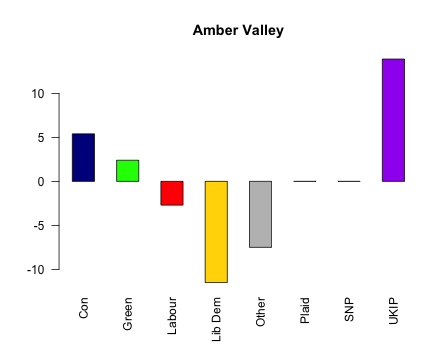 Amber Valley
10
5
0
-5
-10
Con
Green
Labour
Lib Dem
Other
Plaid
SNP
UKIP